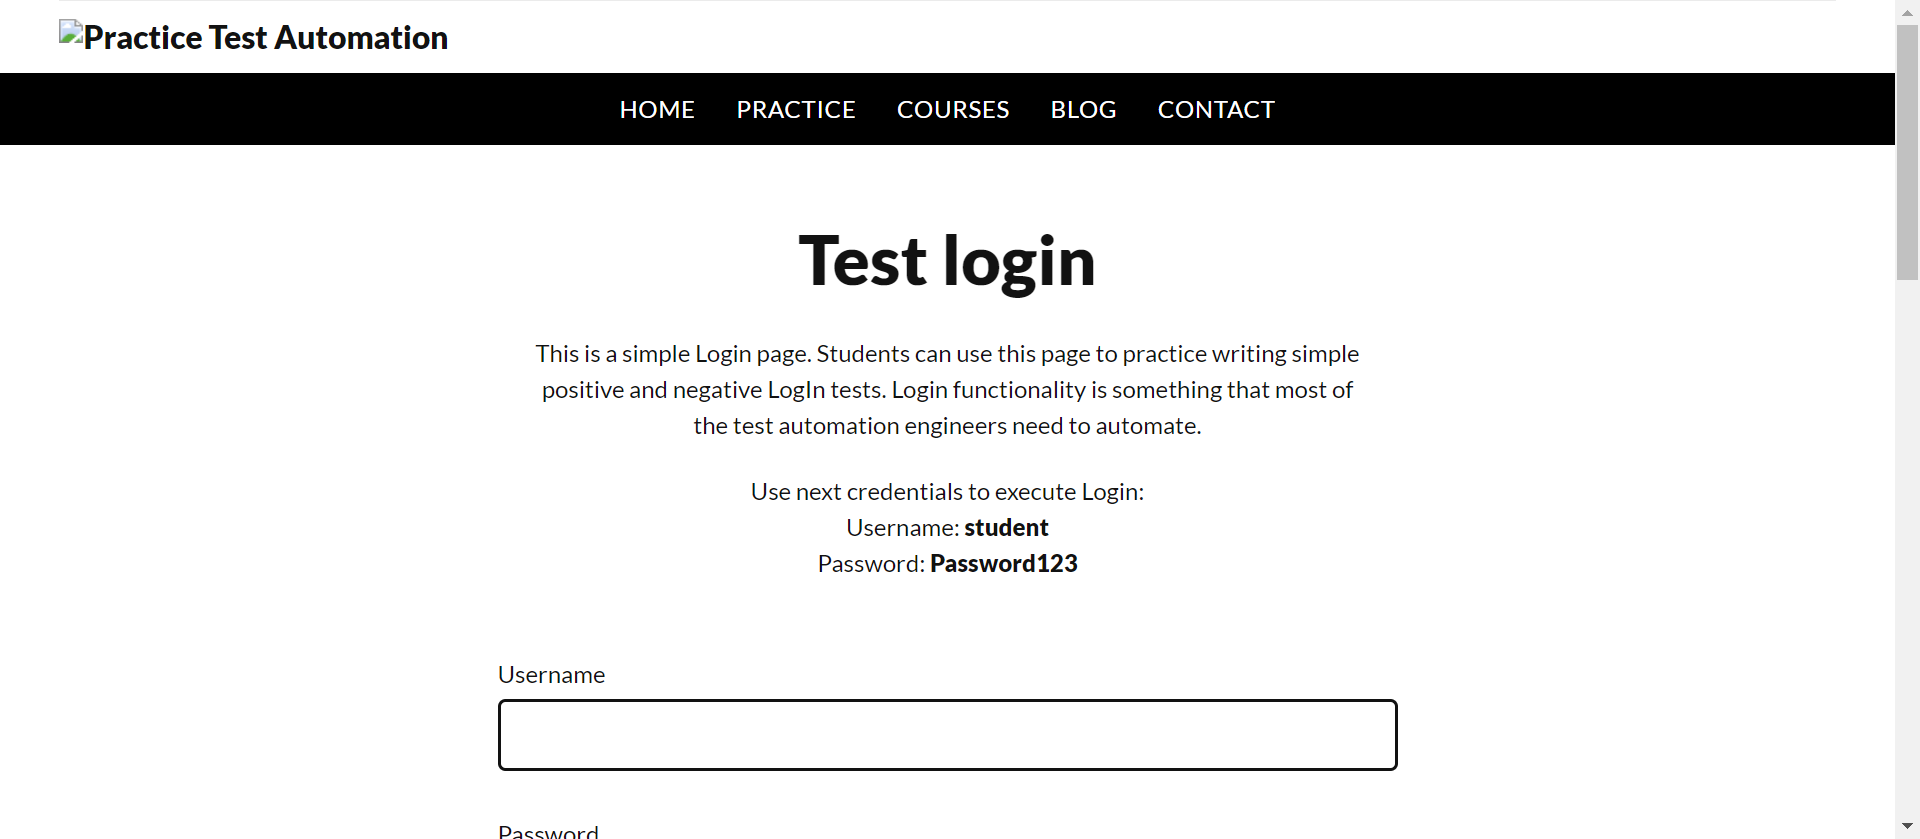 Practice Test Automation
HOME PRACTICE COURSES BLOG CONTACT
Test login
This is a simple Login page. Students can use this page to practice writing simple
positive and negative LogIn tests. Login functionality is something that most of
the test automation engineers need to automate.
Use next credentials to execute Login:
Username: student
Password: Password123
Username
Password